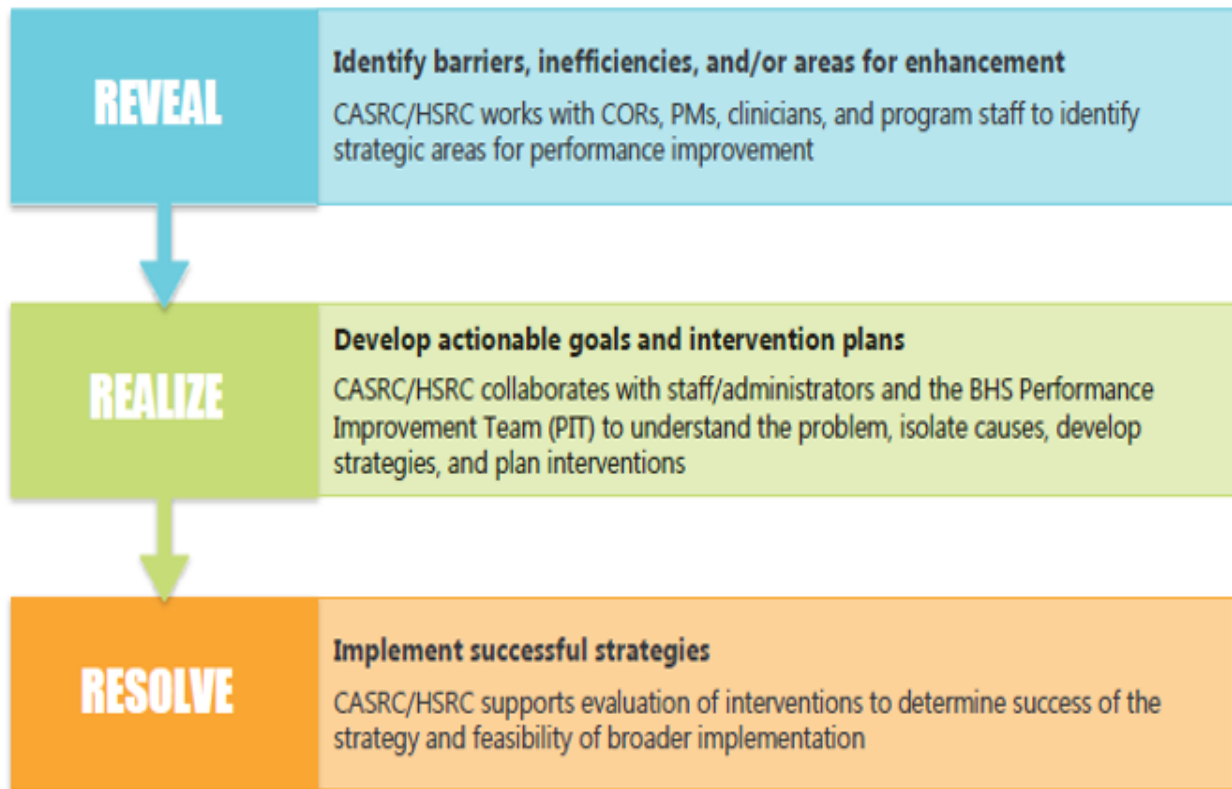 REVEAL
Identify barriers, inefficiencies, and/or areas for enhancement
CASRC/HSRC works with CORs, PMs, clinicians, and program staff to identify
strategic areas for performance improvement
REALIZE
Develop actionable goals and intervention plans
CASRC/HSRC collaborates with staff/administrators and the BHS Performance
Improvement Team (PIT) to understand the problem, isolate causes, develop
strategies, and plan interventions
RESOLVE
Implement successful strategies
CASRC/HSRC supports evaluation of interventions to determine success of the
strategy and feasibility of broader implementation